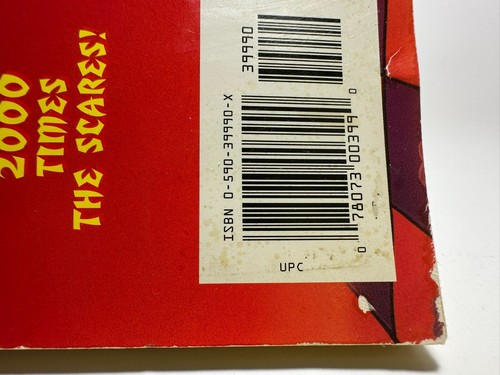 2000
TIMES
THE SCARES!
39990
ISBN 0-590-39990-X
0 78073 00399 0
UPC